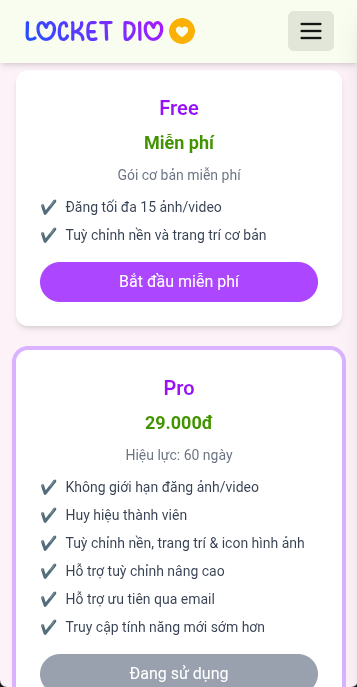 LOCKET DIO
Free
Miễn phí
Gói cơ bản miễn phí
✔ Đăng tối đa 15 ảnh/video
✔ Tuỳ chỉnh nền và trang trí cơ bản
Bắt đầu miễn phí
Pro
29.000đ
Hiệu lực: 60 ngày
✔ Không giới hạn đăng ảnh/video
✔ Huy hiệu thành viên
✔ Tuỳ chỉnh nền, trang trí & icon hình ảnh
✔ Hỗ trợ tuỳ chỉnh nâng cao
✔ Hỗ trợ ưu tiên qua email
✔ Truy cập tính năng mới sớm hơn
Đang sử dụng